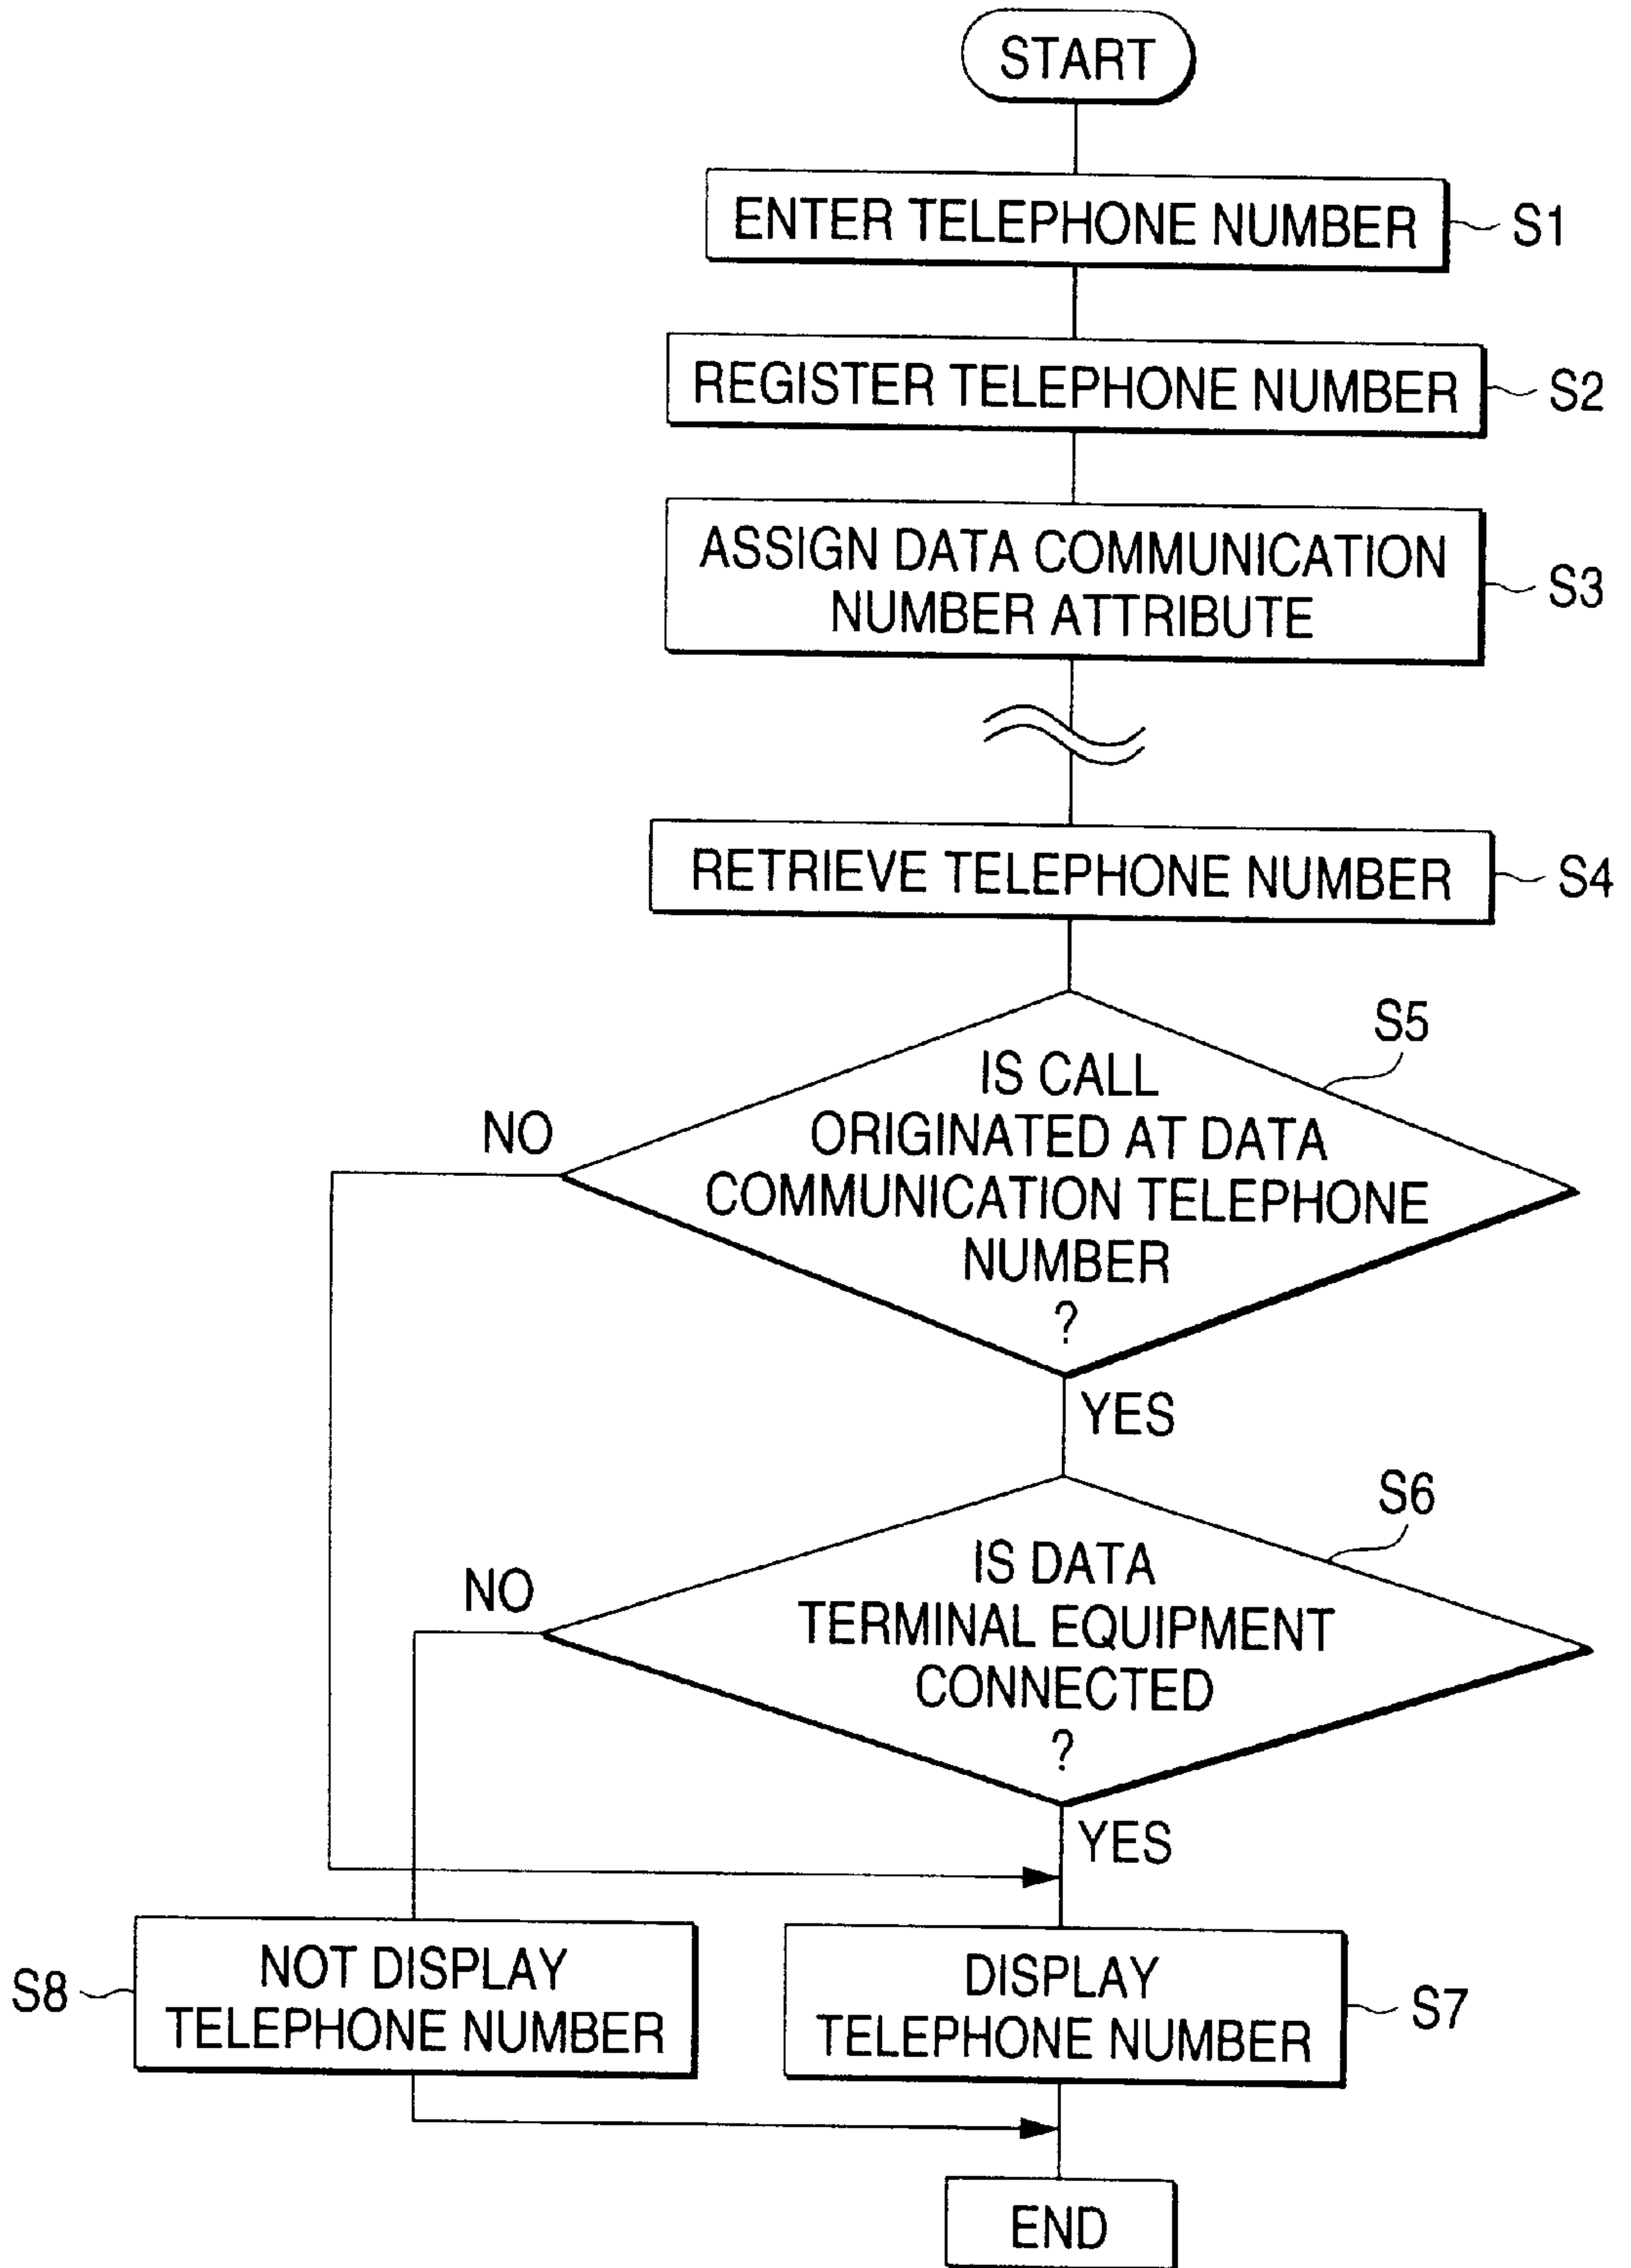 START
ENTER TELEPHONE NUMBER
S1
REGISTER TELEPHONE NUMBER
S2
ASSIGN DATA COMMUNICATION
NUMBER ATTRIBUTE
S3
RETRIEVE TELEPHONE NUMBER
S4
S5
IS CALL
ORIGINATED AT DATA
COMMUNICATION TELEPHONE
NUMBER
?
NO
YES
S6
IS DATA
TERMINAL EQUIPMENT
CONNECTED
?
NO
YES
S8
NOT DISPLAY
TELEPHONE NUMBER
DISPLAY
TELEPHONE NUMBER
S7
END